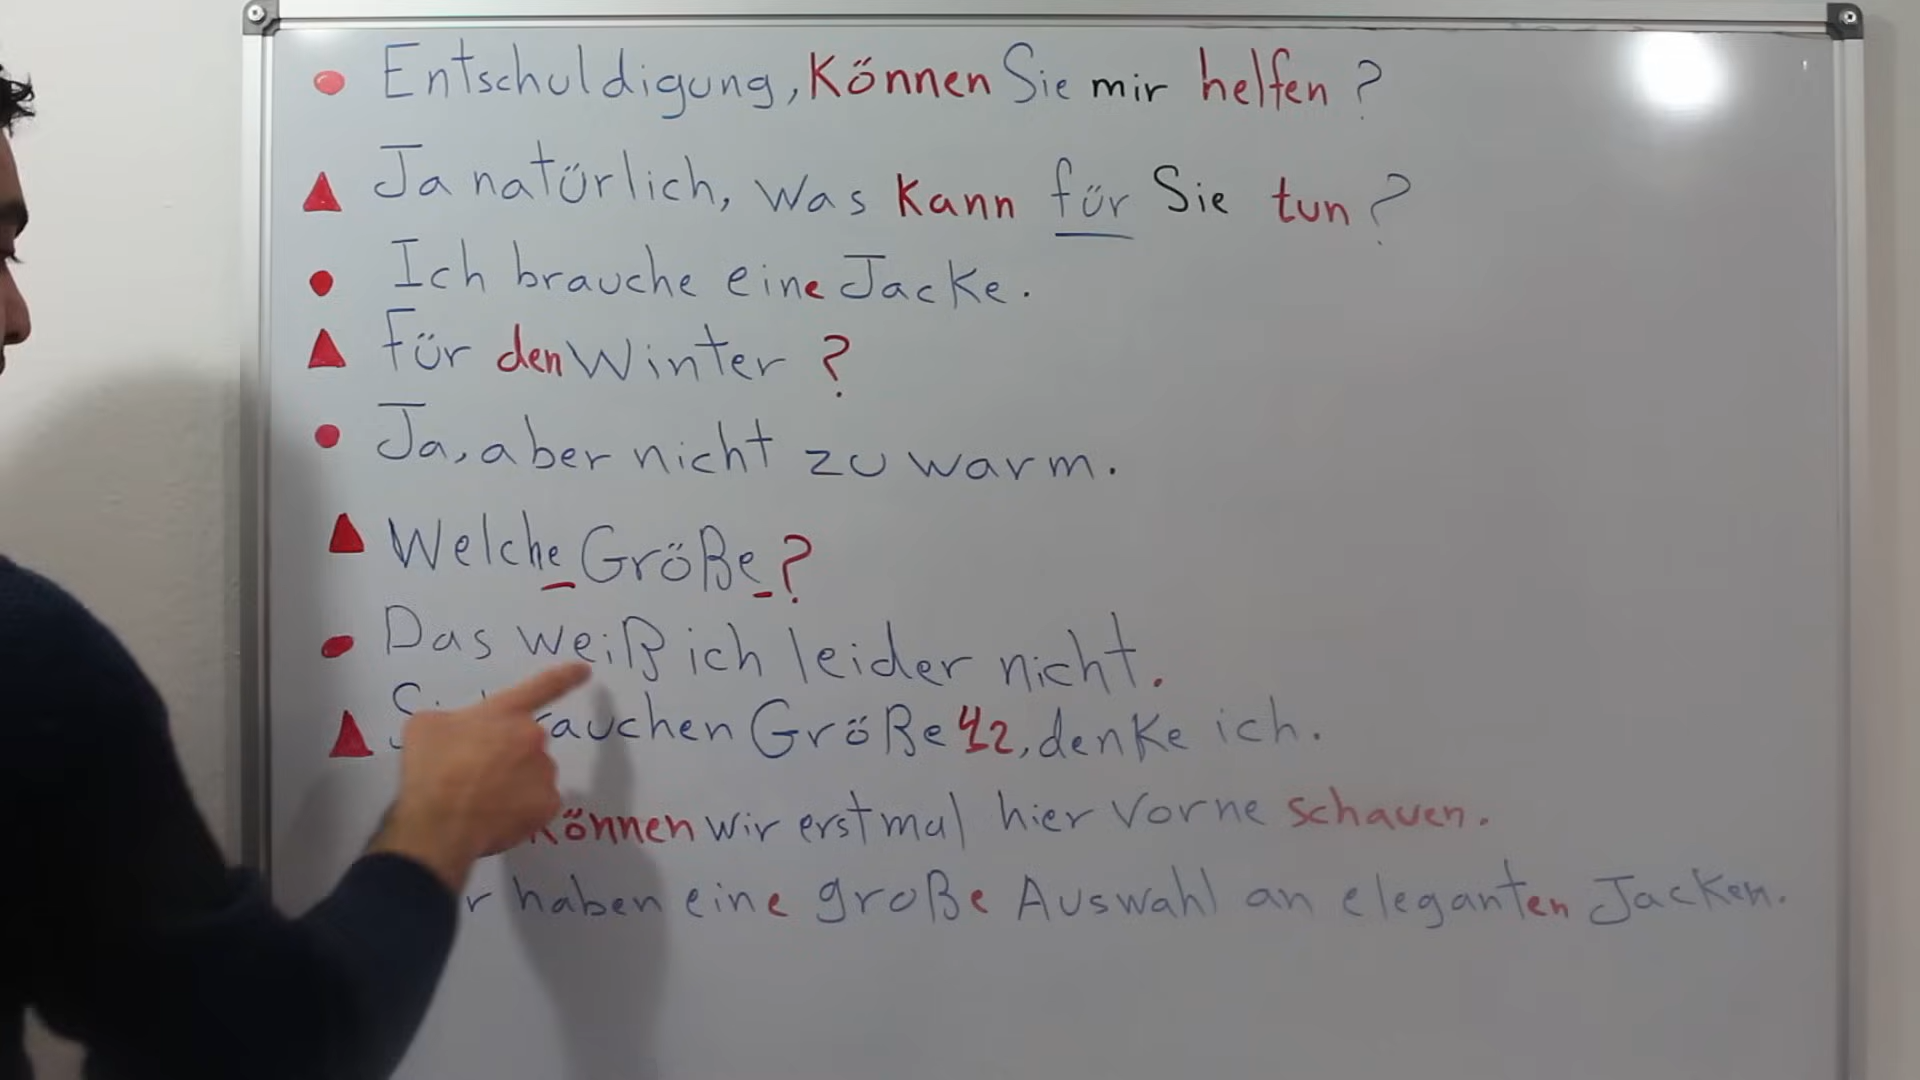 Entschuldigung, Können Sie mir helfen ?
Ja natürlich, was kann für Sie tun ?
Ich brauche eine Jacke.
Für den Winter ?
Ja, aber nicht zu warm.
Welche Größe ?
Das weiß ich leider nicht.
Größe 42, denke ich.
können wir erstmal hier vorne schauen.
haben eine große Auswahl an eleganten Jacken.